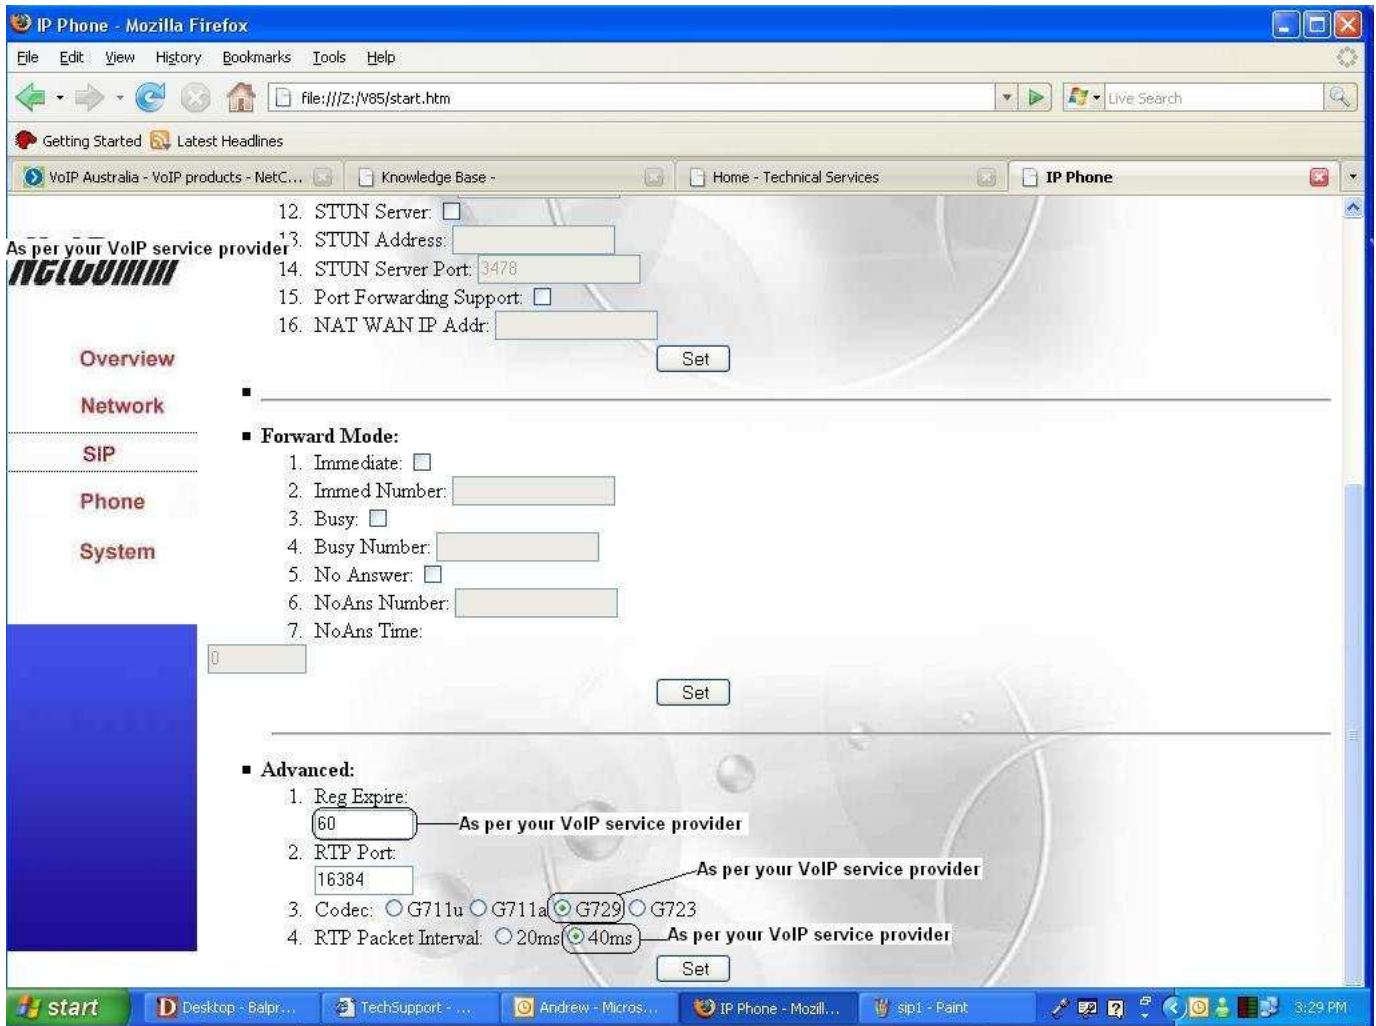 IP Phone - Mozilla Firefox
File Edit View History Bookmarks Tools Help
file:///Z:/V85/start.htm
Live Search
Getting Started Latest Headlines
VoIP Australia - VoIP products - NetC... Knowledge Base - Home - Technical Services IP Phone
12. STUN Server:
13. STUN Address:
As per your VoIP service provider
NetComm
14. STUN Server Port: 3478
15. Port Forwarding Support:
16. NAT WAN IP Addr:
Set
Overview
Network
SIP
Phone
System
Forward Mode:
1. Immediate:
2. Immed Number:
3. Busy:
4. Busy Number:
5. No Answer:
6. NoAns Number:
7. NoAns Time:
0
Set
Advanced:
1. Reg Expire:
60 As per your VoIP service provider
2. RTP Port:
As per your VoIP service provider
16384
3. Codec: G711u G711a G729 G723
4. RTP Packet Interval: 20ms 40ms As per your VoIP service provider
Set
start Desktop - Balpr... TechSupport - ... Andrew - Micros... IP Phone - Mozill... sip1 - Paint 3:29 PM